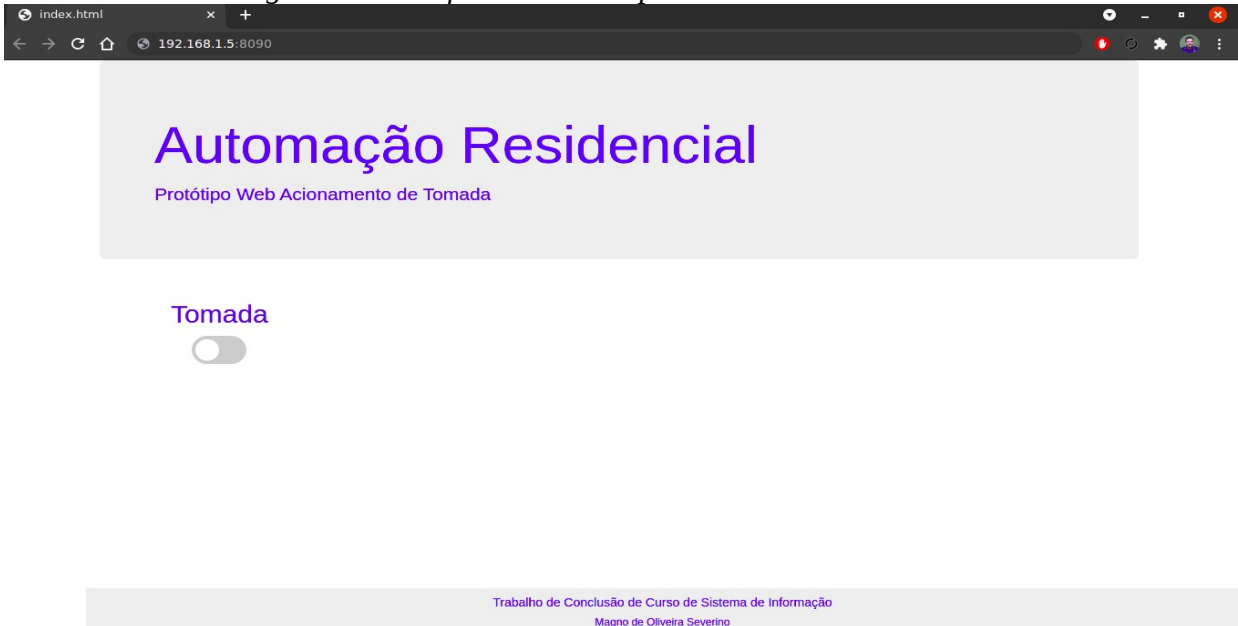 index.html
192.168.1.5:8090
Automação Residencial
Protótipo Web Acionamento de Tomada
Tomada
Trabalho de Conclusão de Curso de Sistema de Informação
Magno de Oliveira Severino